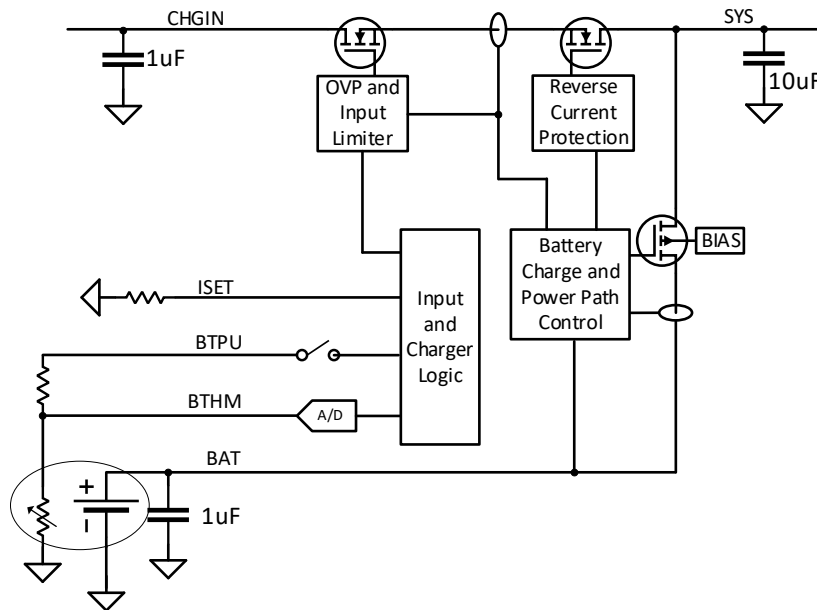 CHGIN
SYS
1uF
10uF
OVP and
Input
Limiter
Reverse
Current
Protection
BIAS
Battery
Charge and
Power Path
Control
ISET
Input
and
Charger
Logic
BTPU
BTHM
A/D
BAT
+
–
1uF